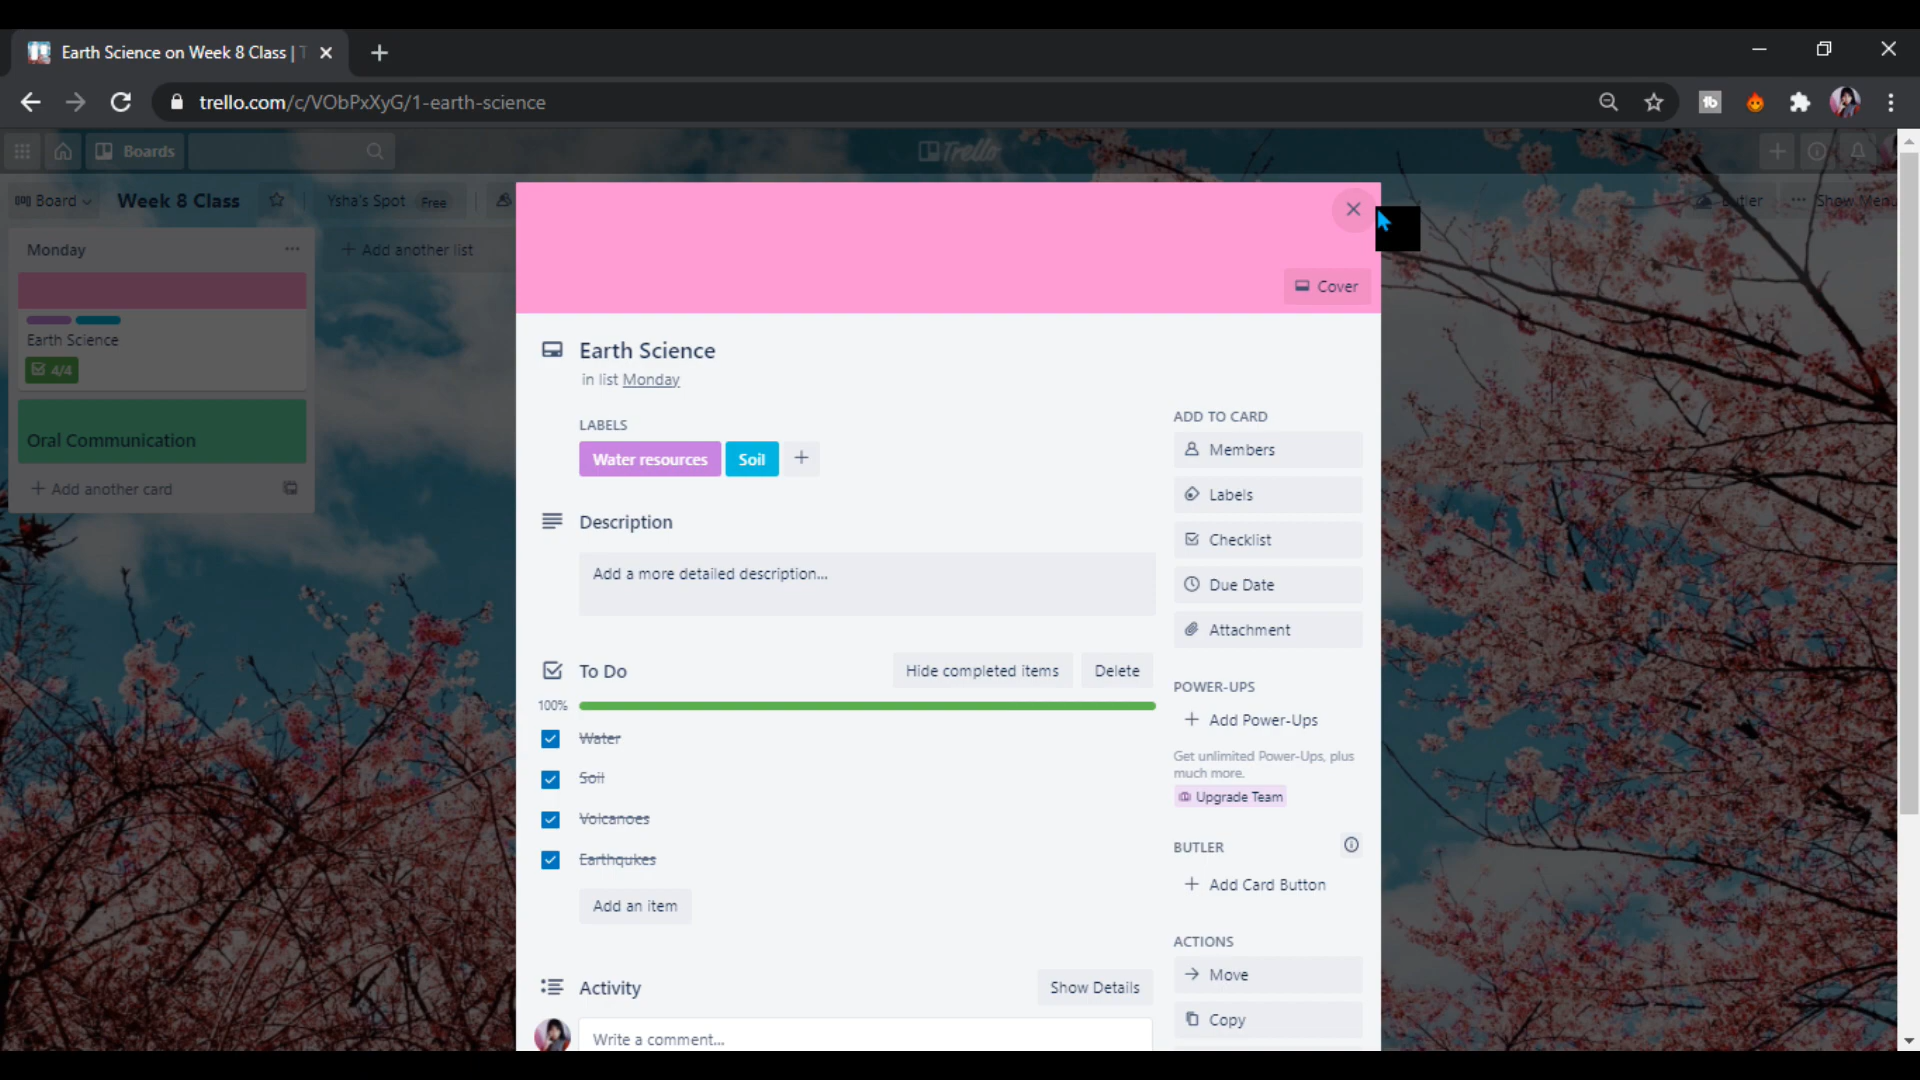 Earth Science on Week 8 Class | T
trello.com/c/VObPxXyG/1-earth-science
Boards
Trello
Board
Week 8 Class
Ysha's Spot
Free
Butler
Show Menu
Monday
Add another list
Earth Science
4/4
Oral Communication
Add another card
Cover
Earth Science
in list Monday
LABELS
Water resources
Soil
Description
Add a more detailed description...
To Do
Hide completed items
Delete
100%
Water
Soil
Volcanoes
Earthqukes
Add an item
Activity
Show Details
Write a comment...
ADD TO CARD
Members
Labels
Checklist
Due Date
Attachment
POWER-UPS
Add Power-Ups
Get unlimited Power-Ups, plus
much more.
Upgrade Team
BUTLER
Add Card Button
ACTIONS
Move
Copy